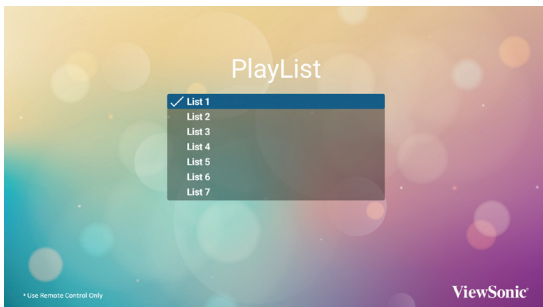 PlayList
List 1
List 2
List 3
List 4
List 5
List 6
List 7
* Use Remote Control Only
ViewSonic